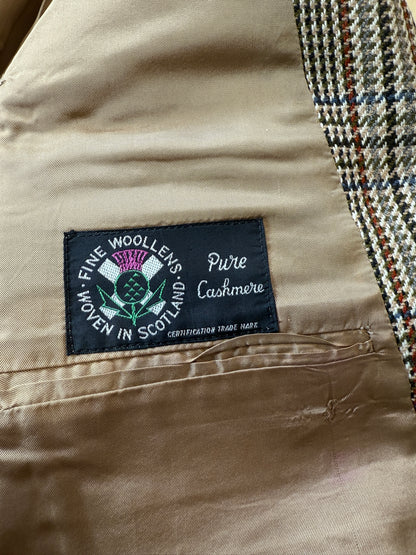 · FINE WOOLLENS ·
WOVEN IN SCOTLAND
Pure
Cashmere
CERTIFICATION TRADE MARK